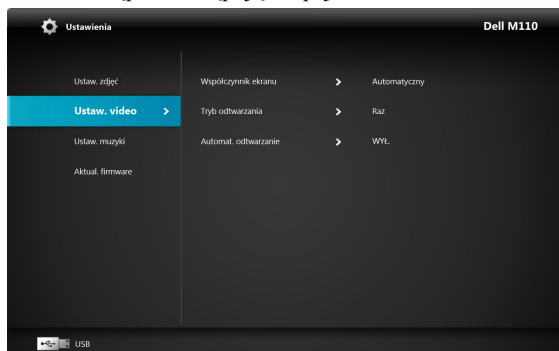 Ustawienia
Dell M110
Ustaw. zdjęć
Współczynnik ekranu
Automatyczny
Ustaw. video
Tryb odtwarzania
Raz
Ustaw. muzyki
Automat. odtwarzanie
WYŁ.
Aktual. firmware
USB